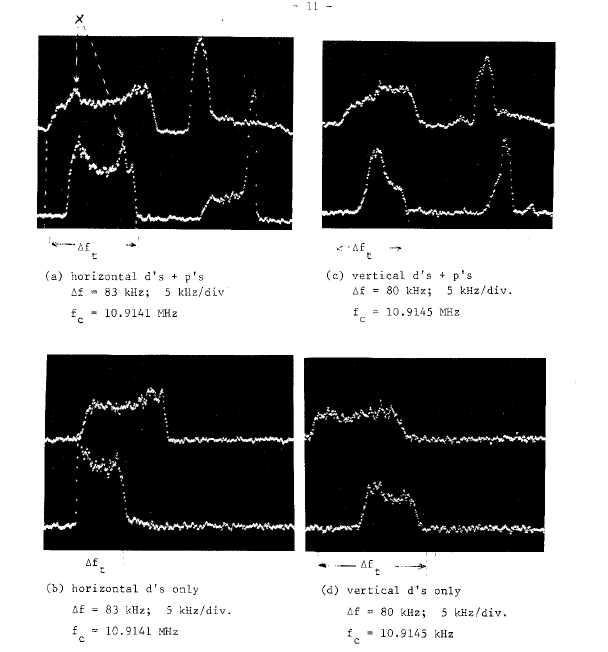 - 11 -
X
Δf t
(a) horizontal d's + p's
Δf = 83 kHz; 5 kHz/div
f c = 10.9141 MHz
Δf t
(c) vertical d's + p's
Δf = 80 kHz; 5 kHz/div.
f c = 10.9145 MHz
Δf t
(b) horizontal d's only
Δf = 83 kHz; 5 kHz/div.
f c = 10.9141 MHz
Δf t
(d) vertical d's only
Δf = 80 kHz; 5 kHz/div.
f c = 10.9145 kHz